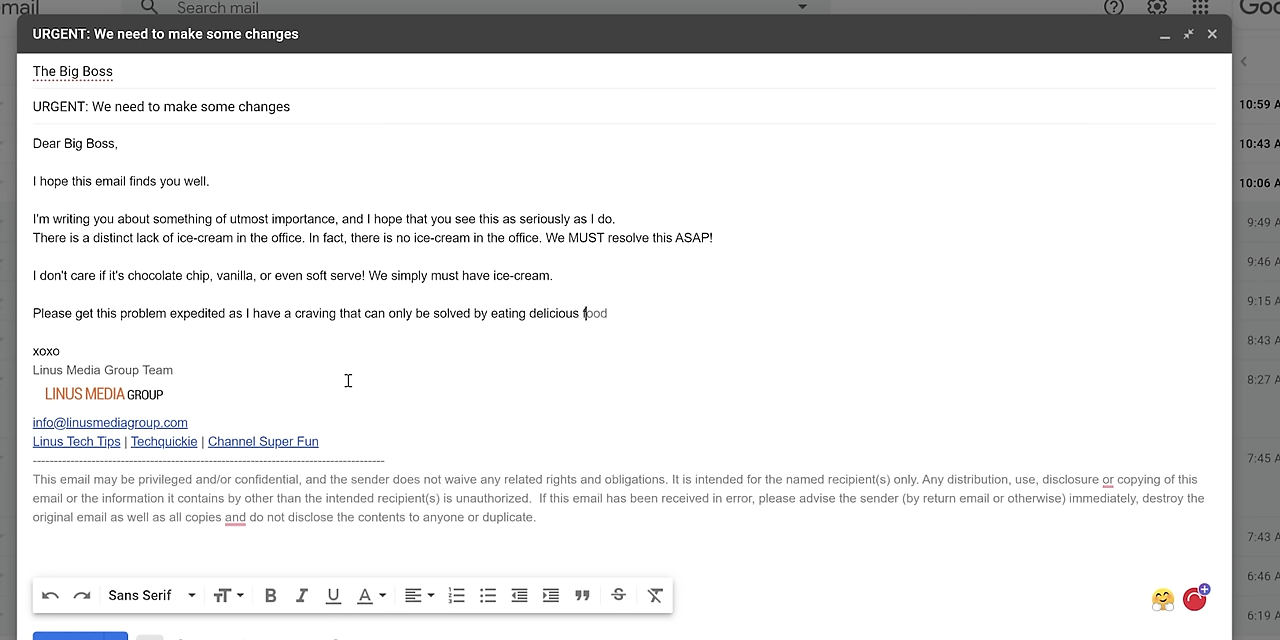 mail Search mail
URGENT: We need to make some changes
The Big Boss
URGENT: We need to make some changes
10:59 A
Dear Big Boss,
10:43 A
I hope this email finds you well.
10:06 A
I'm writing you about something of utmost importance, and I hope that you see this as seriously as I do.
9:49 A
There is a distinct lack of ice-cream in the office. In fact, there is no ice-cream in the office. We MUST resolve this ASAP!
9:46 A
I don't care if it's chocolate chip, vanilla, or even soft serve! We simply must have ice-cream.
9:15 A
Please get this problem expedited as I have a craving that can only be solved by eating delicious food
8:43 A
xoxo
Linus Media Group Team
8:27 A
LINUS MEDIA GROUP
info@linusmediagroup.com
Linus Tech Tips | Techquickie | Channel Super Fun
7:45 A
------------------------------------------------------------------------------------
This email may be privileged and/or confidential, and the sender does not waive any related rights and obligations. It is intended for the named recipient(s) only. Any distribution, use, disclosure or copying of this
email or the information it contains by other than the intended recipient(s) is unauthorized.  If this email has been received in error, please advise the sender (by return email or otherwise) immediately, destroy the
original email as well as all copies and do not disclose the contents to anyone or duplicate.
7:43 A
6:46 A
Sans Serif
6:19 A